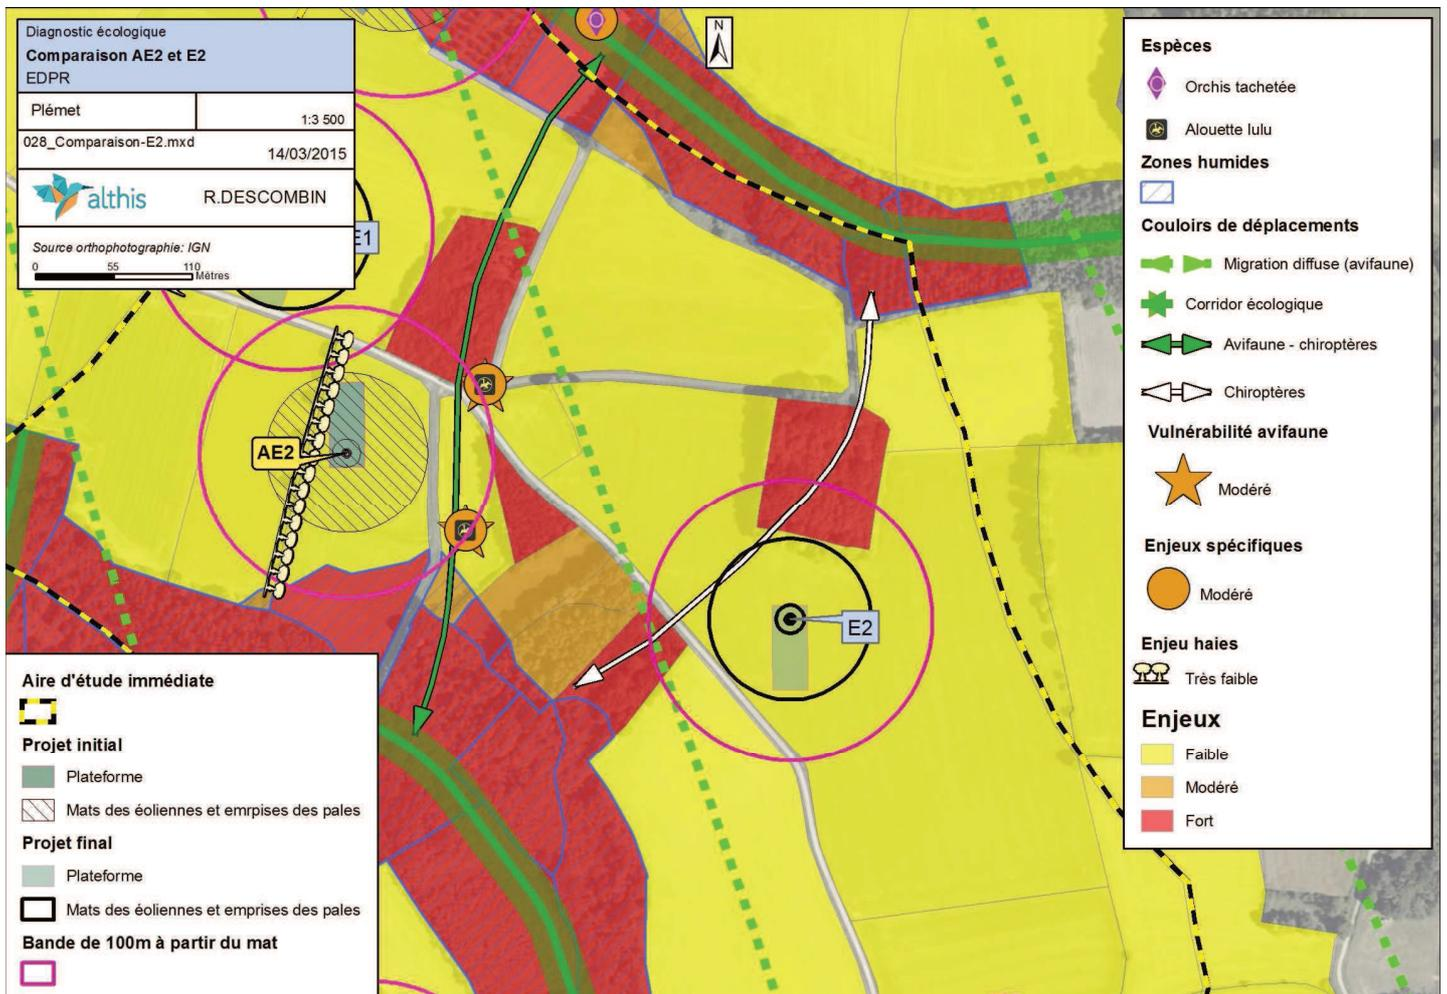 Diagnostic écologique
Comparaison AE2 et E2
EDPR
Plémet
1:3 500
028_Comparaison-E2.mxd
14/03/2015
althis
R.DESCOMBIN
Source orthophotographie: IGN
0 55 110
Mètres
N
E1
AE2
E2
Espèces
Orchis tachetée
Alouette lulu
Zones humides
Couloirs de déplacements
Migration diffuse (avifaune)
Corridor écologique
Avifaune - chiroptères
Chiroptères
Vulnérabilité avifaune
Modéré
Enjeux spécifiques
Modéré
Enjeu haies
Très faible
Enjeux
Faible
Modéré
Fort
Aire d'étude immédiate
Projet initial
Plateforme
Mats des éoliennes et emrpises des pales
Projet final
Plateforme
Mats des éoliennes et emprises des pales
Bande de 100m à partir du mat